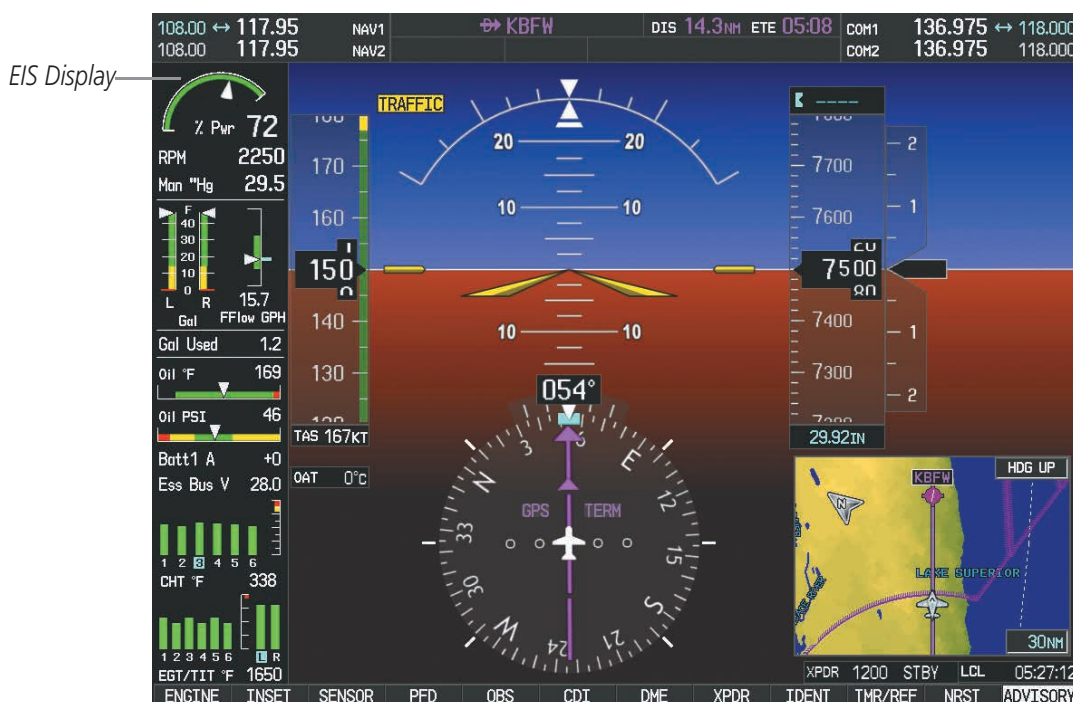 108.00 ↔ 117.95 NAV1
108.00 117.95 NAV2
KBFW DIS 14.3NM ETE 05:08
COM1 136.975 ↔ 118.000
COM2 136.975 118.000
EIS Display
% Pwr 72
RPM 2250
Man "Hg 29.5
F
40
30
20
10
0
L R
Gal
15.7
FFlow GPH
Gal Used 1.2
Oil °F 169
Oil PSI 46
Batt1 A +0
Ess Bus V 28.0
1 2 3 4 5 6
CHT °F 338
1 2 3 4 5 6 L R
EGT/TIT °F 1650
TRAFFIC
170
160
150
140
130
TAS 167KT
OAT 0°C
20 20
10 10
10 10
----
7700
7600
7500
80
7400
7300
2
1
1
2
29.92IN
054°
N 3 6 E 12 15 S 21 24 W 30 33
GPS TERM
HDG UP
KBFW
N
LAKE SUPERIOR
30NM
XPDR 1200 STBY LCL 05:27:12
ENGINE INSET SENSOR PFD OBS CDI DME XPDR IDENT TMR/REF NRST ADVISORY